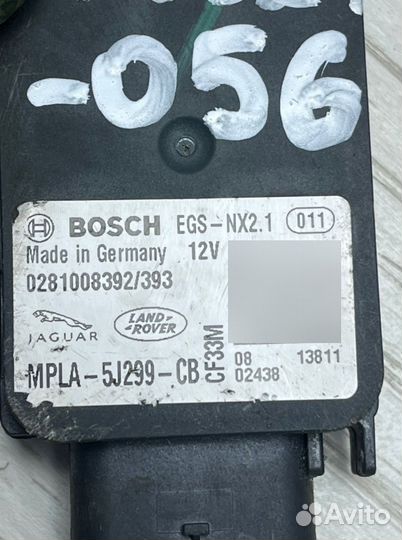 -056
BOSCH EGS-NX2.1 011
Made in Germany 12V
0281008392/393
JAGUAR
LAND-
ROVER
MPLA-5J299-CB
CF33M
08 13811
02438
Avito